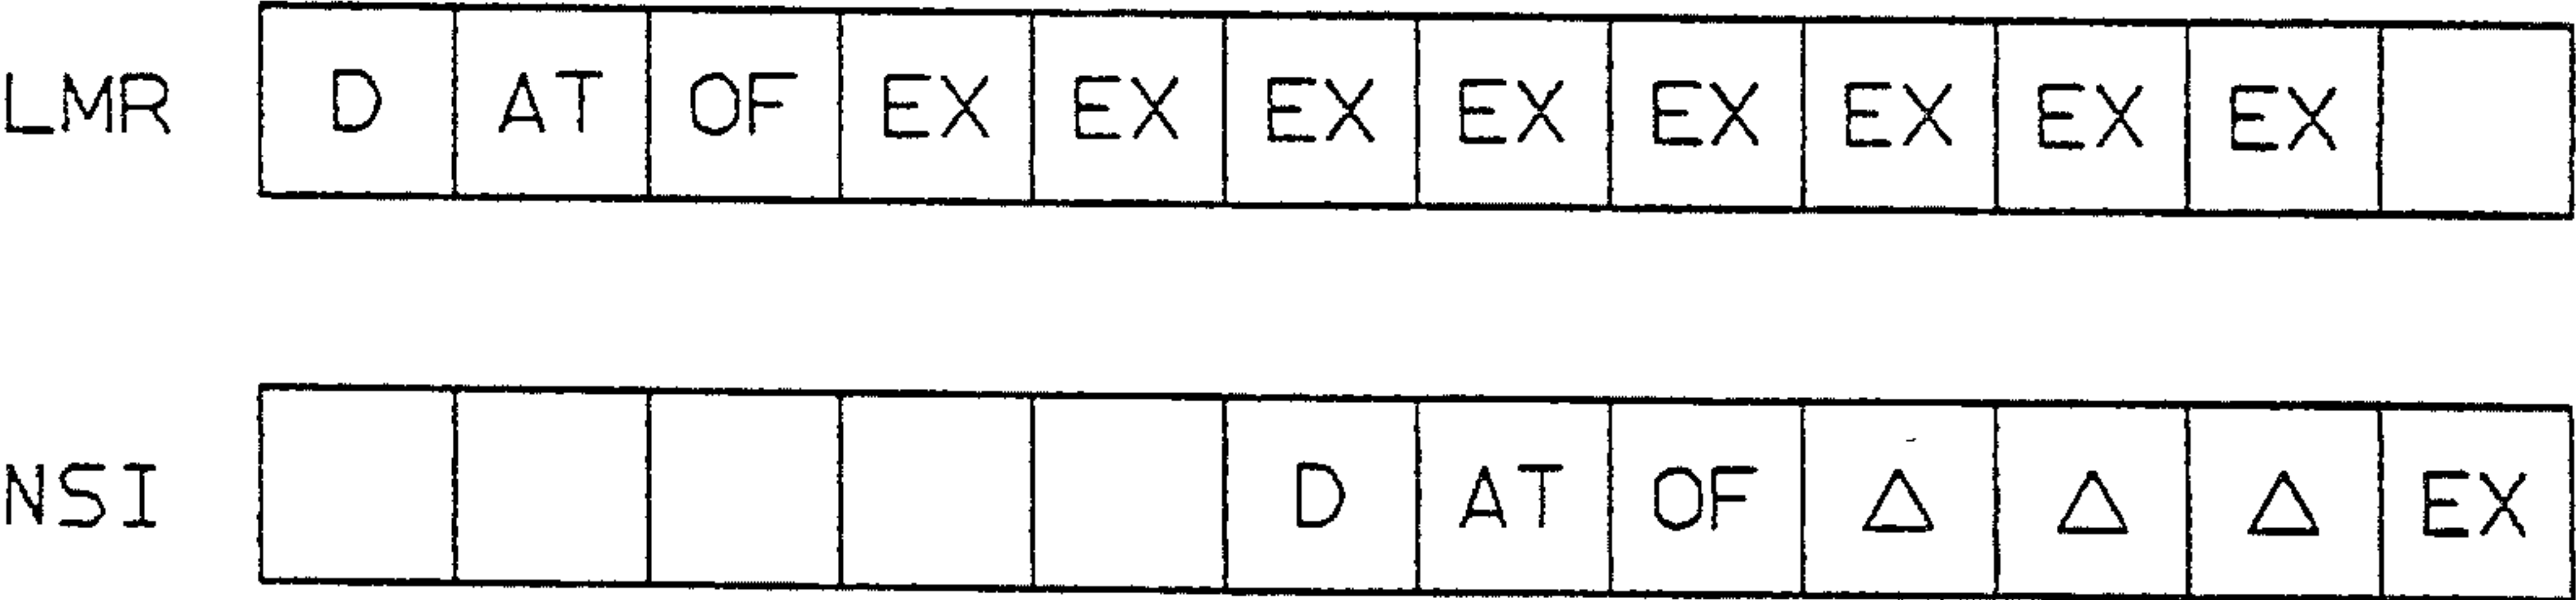 LMR D AT OF EX EX EX EX EX EX EX EX
NSI D AT OF △ △ △ EX